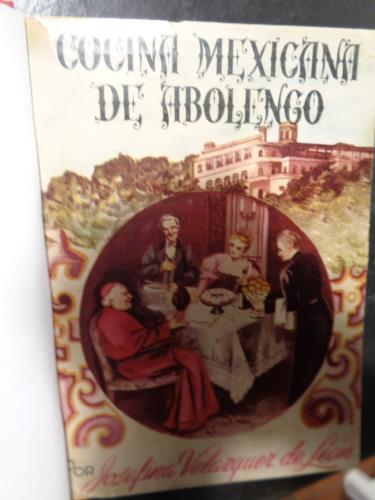 COCINA MEXICANA
DE ABOLENGO
POR Josefina Velazquez de Leon